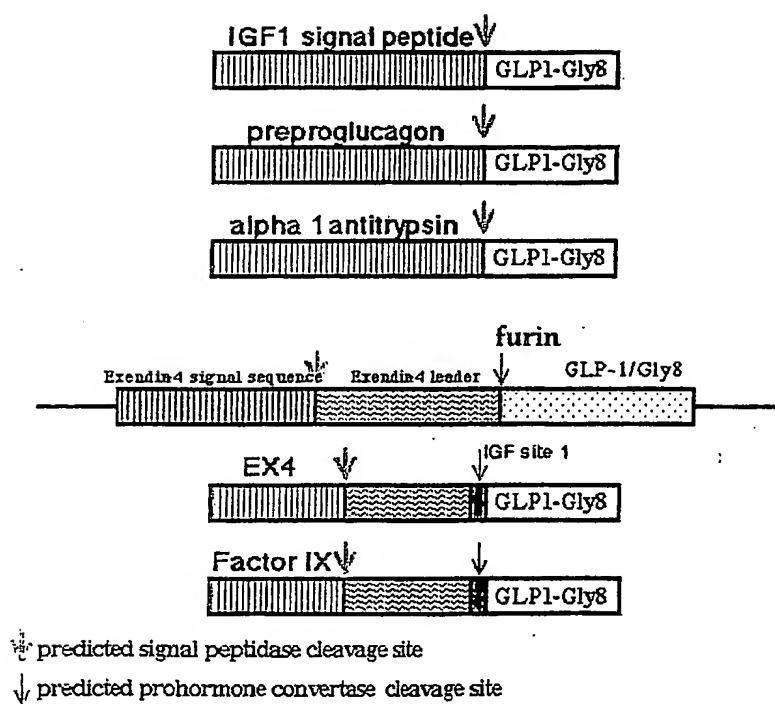 IGF1 signal peptide
GLP1-Gly8
preproglucagon
GLP1-Gly8
alpha 1 antitrypsin
GLP1-Gly8
furin
Exendin4 signal sequence Exendin4 leader GLP-1/Gly8
EX4 IGF site 1
GLP1-Gly8
Factor IX
GLP1-Gly8
predicted signal peptidase cleavage site
predicted prohormone convertase cleavage site